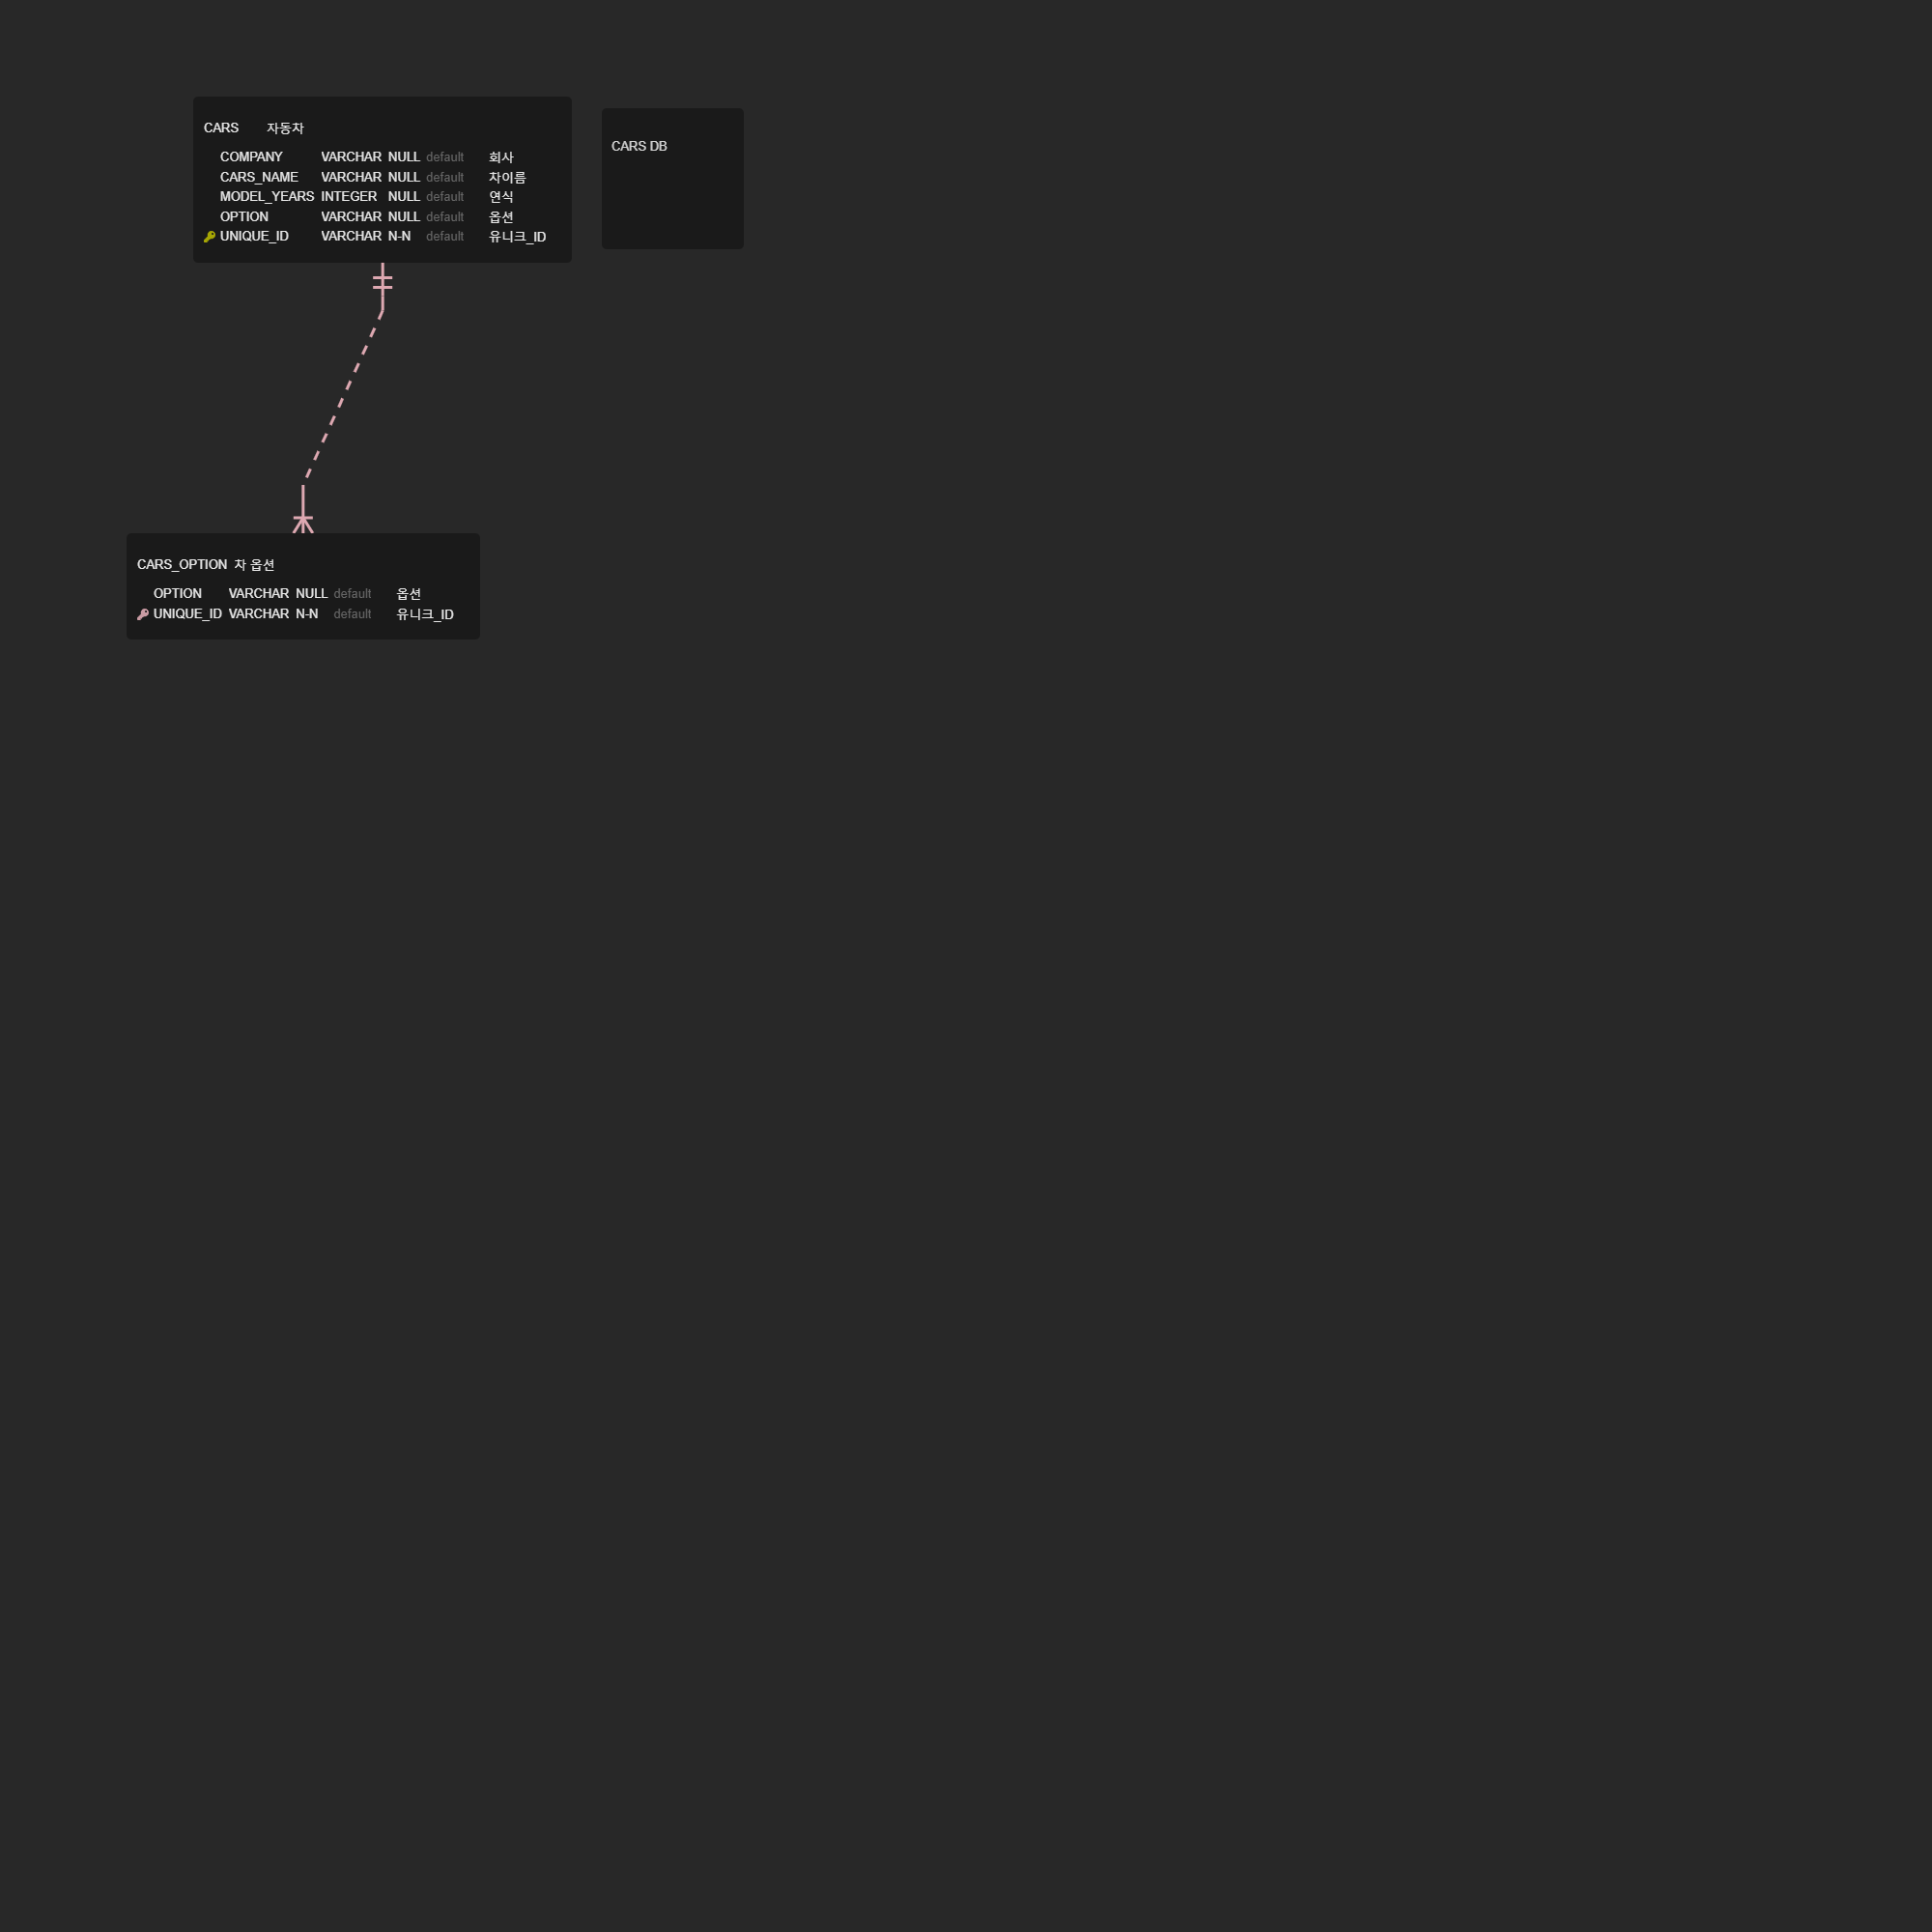 CARS 자동차
COMPANY VARCHAR NULL default 회사
CARS_NAME VARCHAR NULL default 차이름
MODEL_YEARS INTEGER NULL default 연식
OPTION VARCHAR NULL default 옵션
UNIQUE_ID VARCHAR N-N default 유니크_ID
CARS DB
CARS_OPTION 차 옵션
OPTION VARCHAR NULL default 옵션
UNIQUE_ID VARCHAR N-N default 유니크_ID